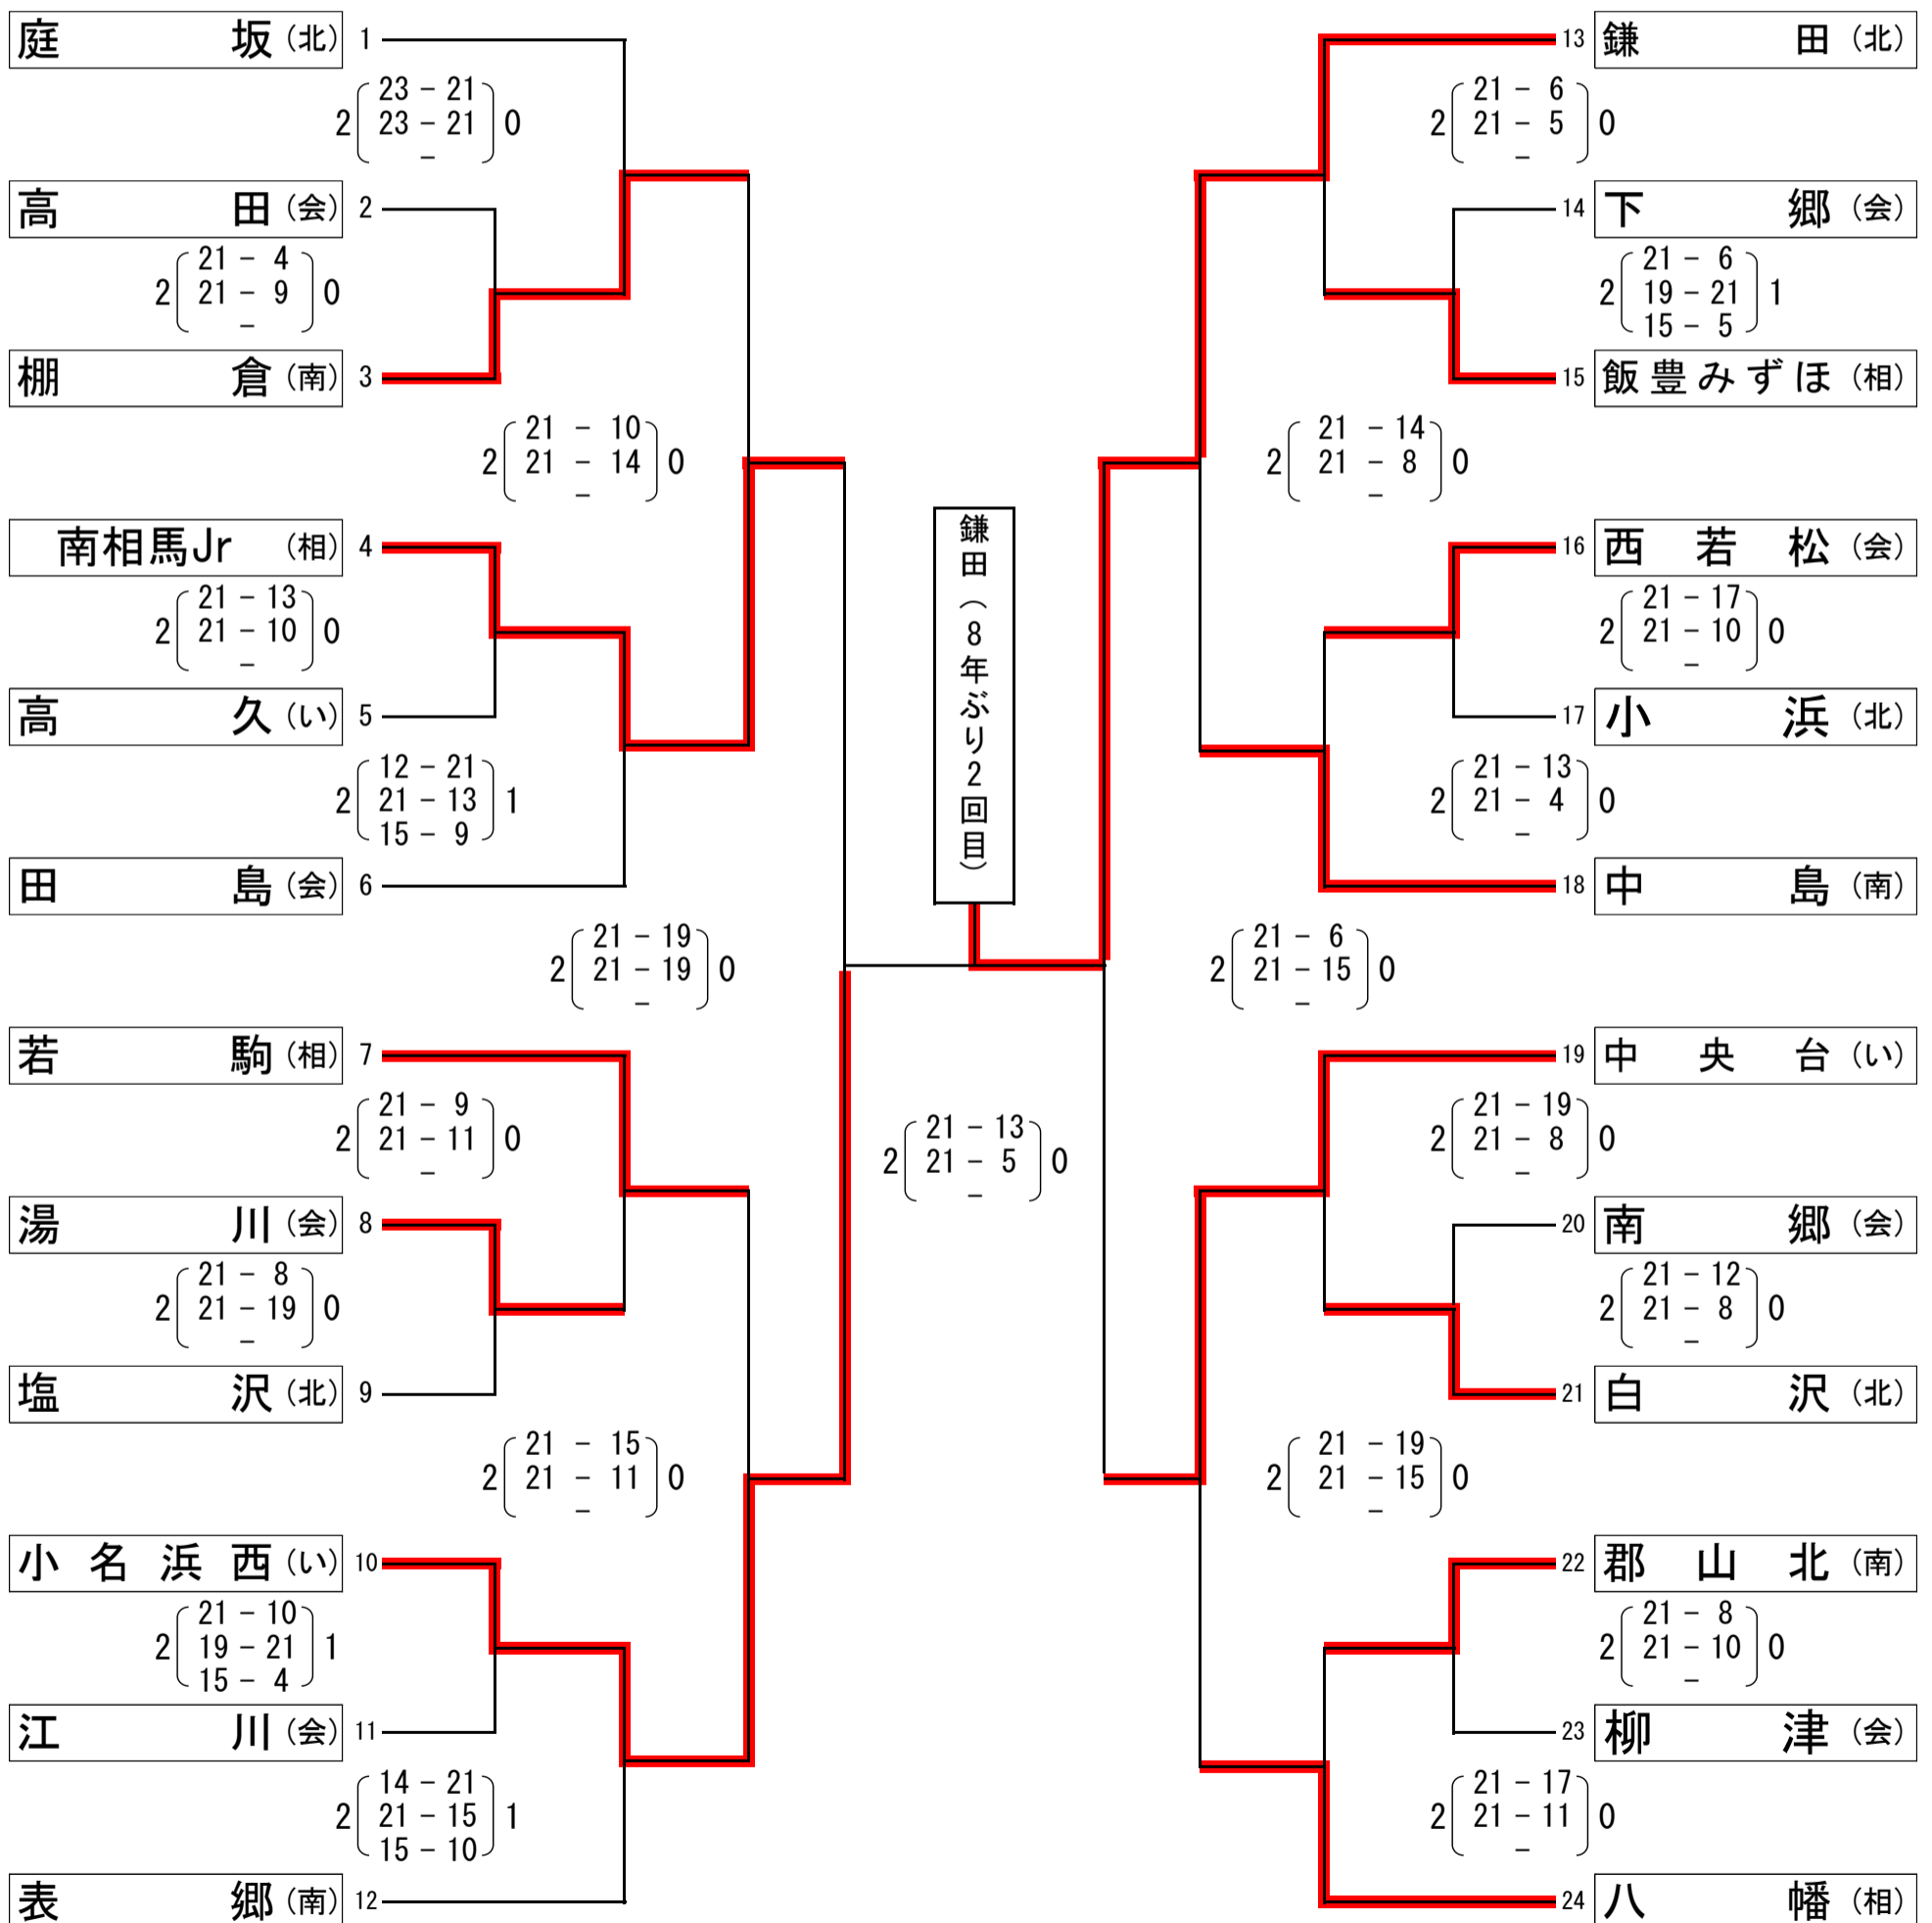 庭坂（北） 1
23 - 21
2 23 - 21 0
-
高田（会） 2
21 - 4
2 21 - 9 0
-
棚倉（南） 3
21 - 10
2 21 - 14 0
-
南相馬Jr （相） 4
21 - 13
2 21 - 10 0
-
高久（い） 5
12 - 21
2 21 - 13 1
15 - 9
田島（会） 6
21 - 19
2 21 - 19 0
-
若駒（相） 7
21 - 9
2 21 - 11 0
-
湯川（会） 8
21 - 8
2 21 - 19 0
-
塩沢（北） 9
21 - 15
2 21 - 11 0
-
小名浜西（い） 10
21 - 10
2 19 - 21 1
15 - 4
江川（会） 11
14 - 21
2 21 - 15 1
15 - 10
表郷（南） 12
鎌田（8年ぶり2回目）
21 - 13
2 21 - 5 0
-
13 鎌田（北）
21 - 6
2 21 - 5 0
-
14 下郷（会）
21 - 6
2 19 - 21 1
15 - 5
15 飯豊みずほ（相）
21 - 14
2 21 - 8 0
-
16 西若松（会）
21 - 17
2 21 - 10 0
-
17 小浜（北）
21 - 13
2 21 - 4 0
-
18 中島（南）
21 - 6
2 21 - 15 0
-
19 中央台（い）
21 - 19
2 21 - 8 0
-
20 南郷（会）
21 - 12
2 21 - 8 0
-
21 白沢（北）
21 - 19
2 21 - 15 0
-
22 郡山北（南）
21 - 8
2 21 - 10 0
-
23 柳津（会）
21 - 17
2 21 - 11 0
-
24 八幡（相）